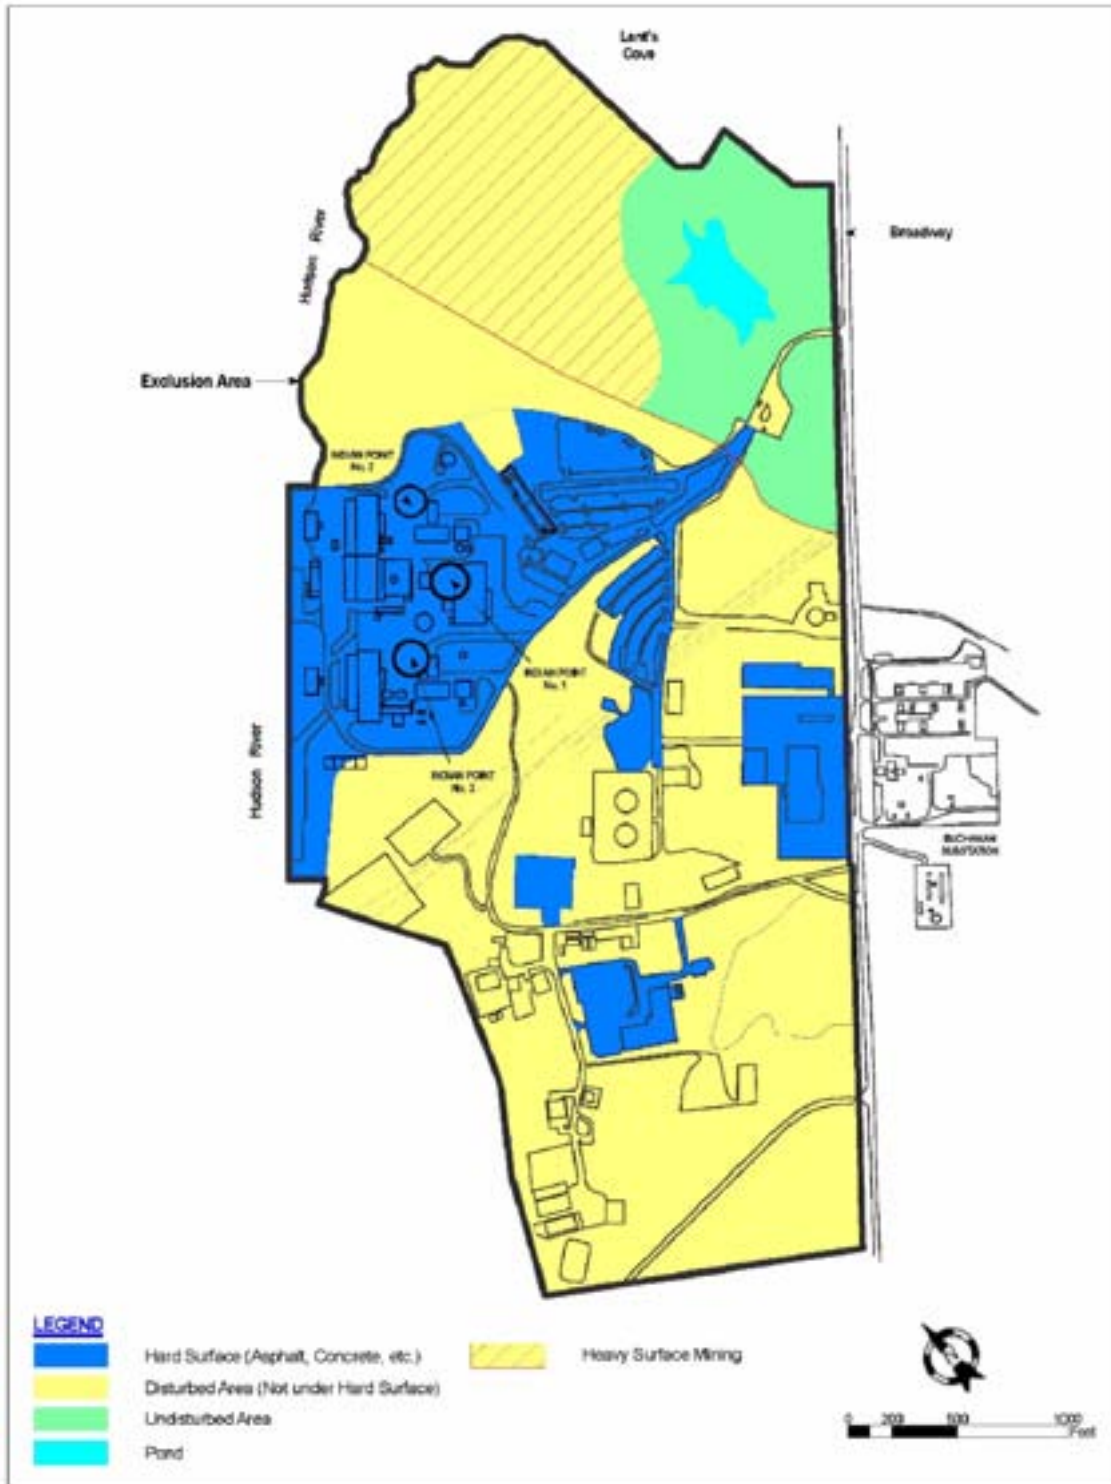 Lent's
Cove
Hudson River
Broadway
Exclusion Area
INDIAN POINT
No. 2
INDIAN POINT
No. 1
INDIAN POINT
No. 3
Hudson River
BUCHANAN
SUBSTATION
LEGEND
Hard Surface (Asphalt, Concrete, etc.)
Heavy Surface Mining
Disturbed Area (Not under Hard Surface)
Undisturbed Area
Pond
0 200 500 1000
Feet